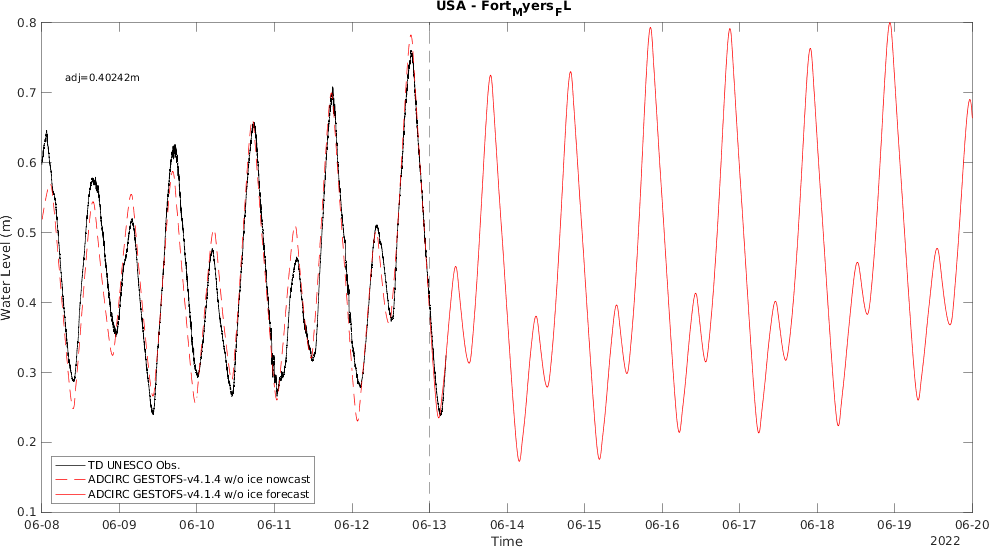 USA - Fort_Myers_FL
0.8
adj=0.40242m
0.7
0.6
0.5
Water Level (m)
0.4
0.3
0.2
TD UNESCO Obs.
ADCIRC GESTOFS-v4.1.4 w/o ice nowcast
ADCIRC GESTOFS-v4.1.4 w/o ice forecast
0.1
06-08 06-09 06-10 06-11 06-12 06-13 06-14 06-15 06-16 06-17 06-18 06-19 06-20
Time
2022